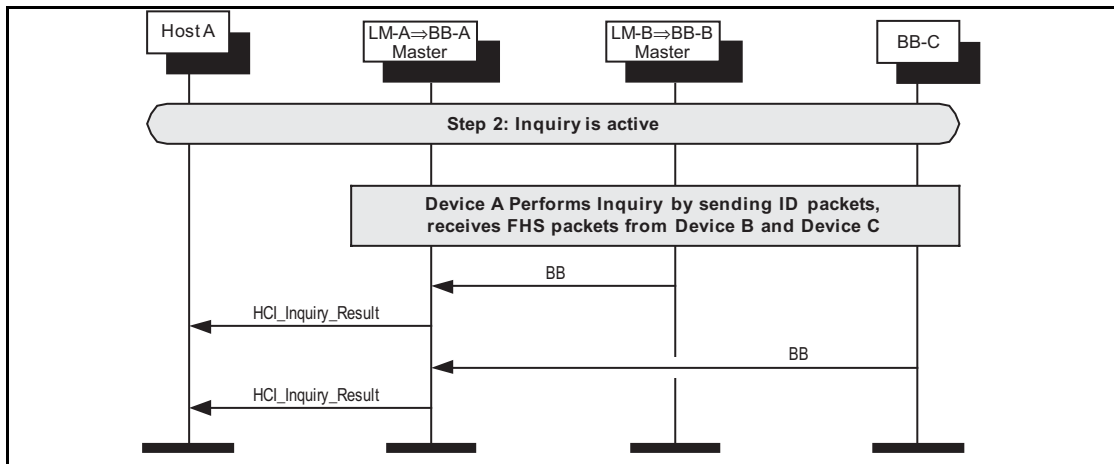 Host A
LM-A⇒BB-A
Master
LM-B⇒BB-B
Master
BB-C
Step 2: Inquiry is active
Device A Performs Inquiry by sending ID packets,
receives FHS packets from Device B and Device C
BB
HCI_Inquiry_Result
BB
HCI_Inquiry_Result